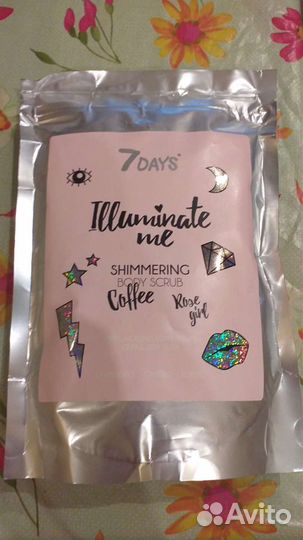 7DAYS
Illuminate
me
SHIMMERING
BODY SCRUB
Coffee Rose
girl
Avito